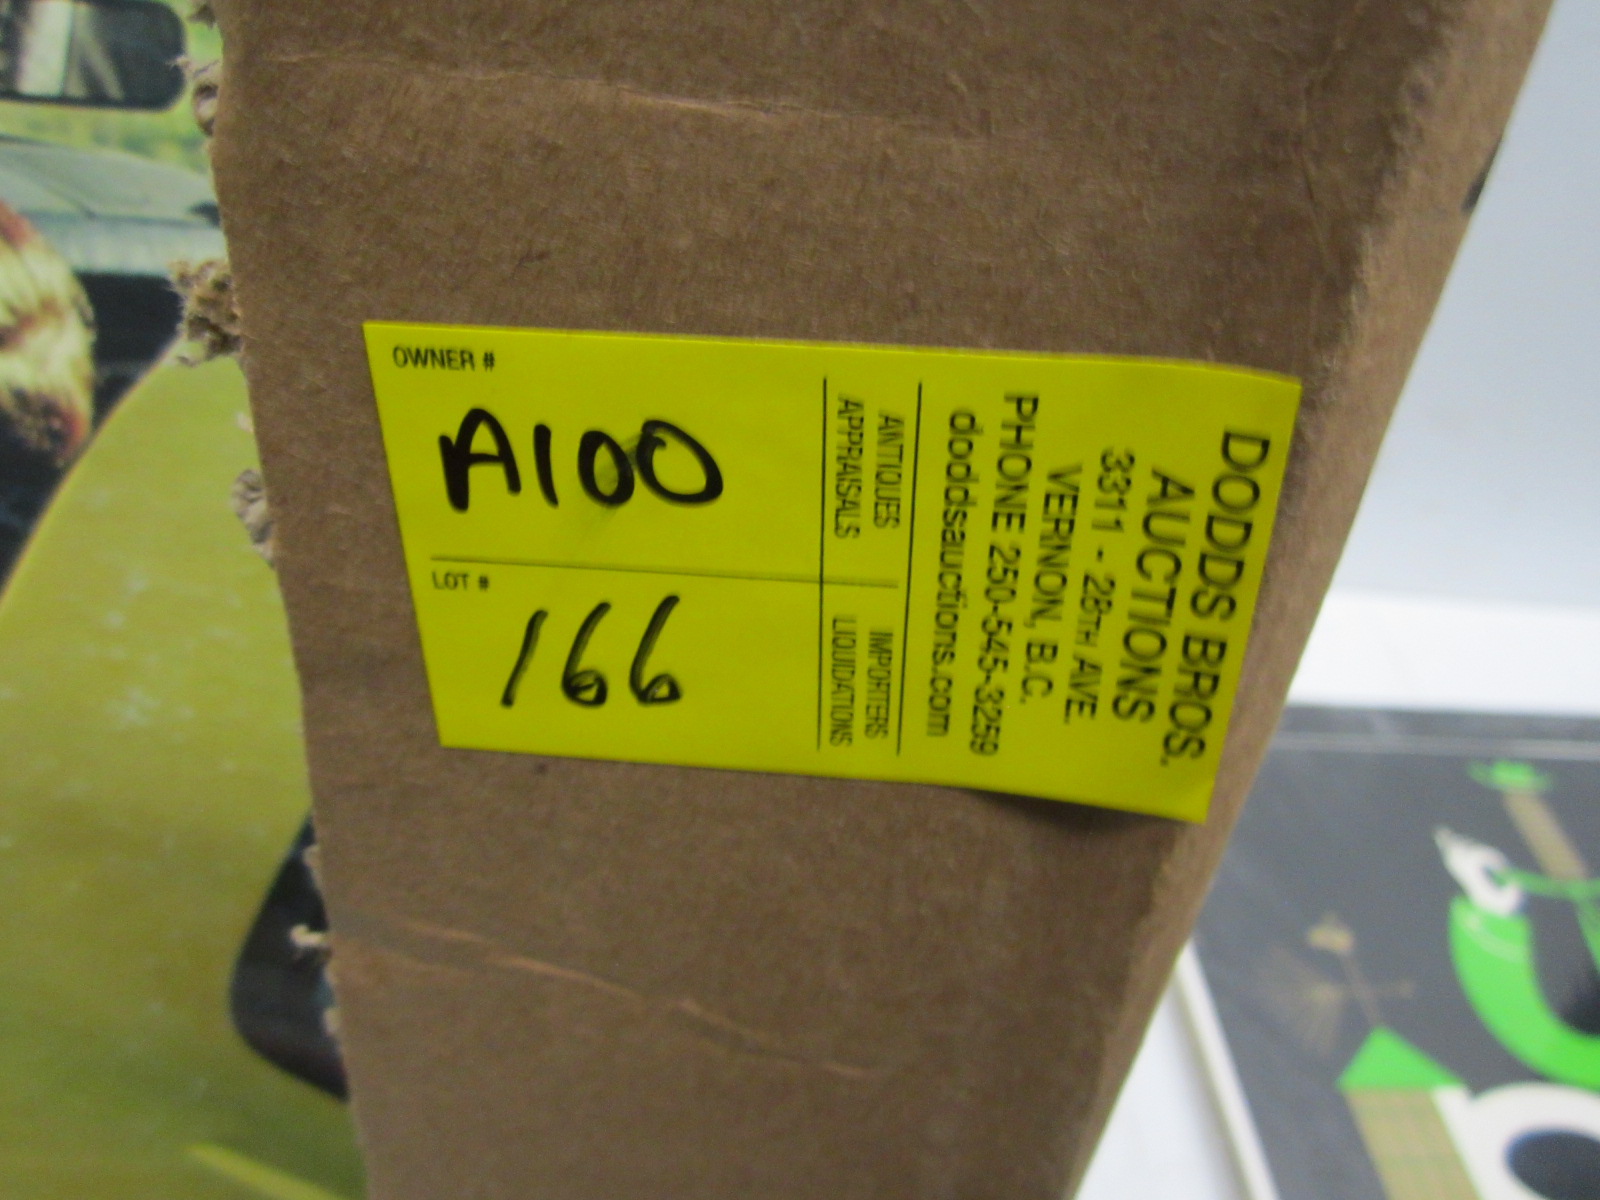 OWNER #
A100
LOT #
166
DODDS BROS.
AUCTIONS
3311 - 28TH AVE.
VERNON, B.C.
PHONE 250-545-3259
doddsauctions.com
ANTIQUES
APPRAISALS
IMPORTERS
LIQUIDATIONS